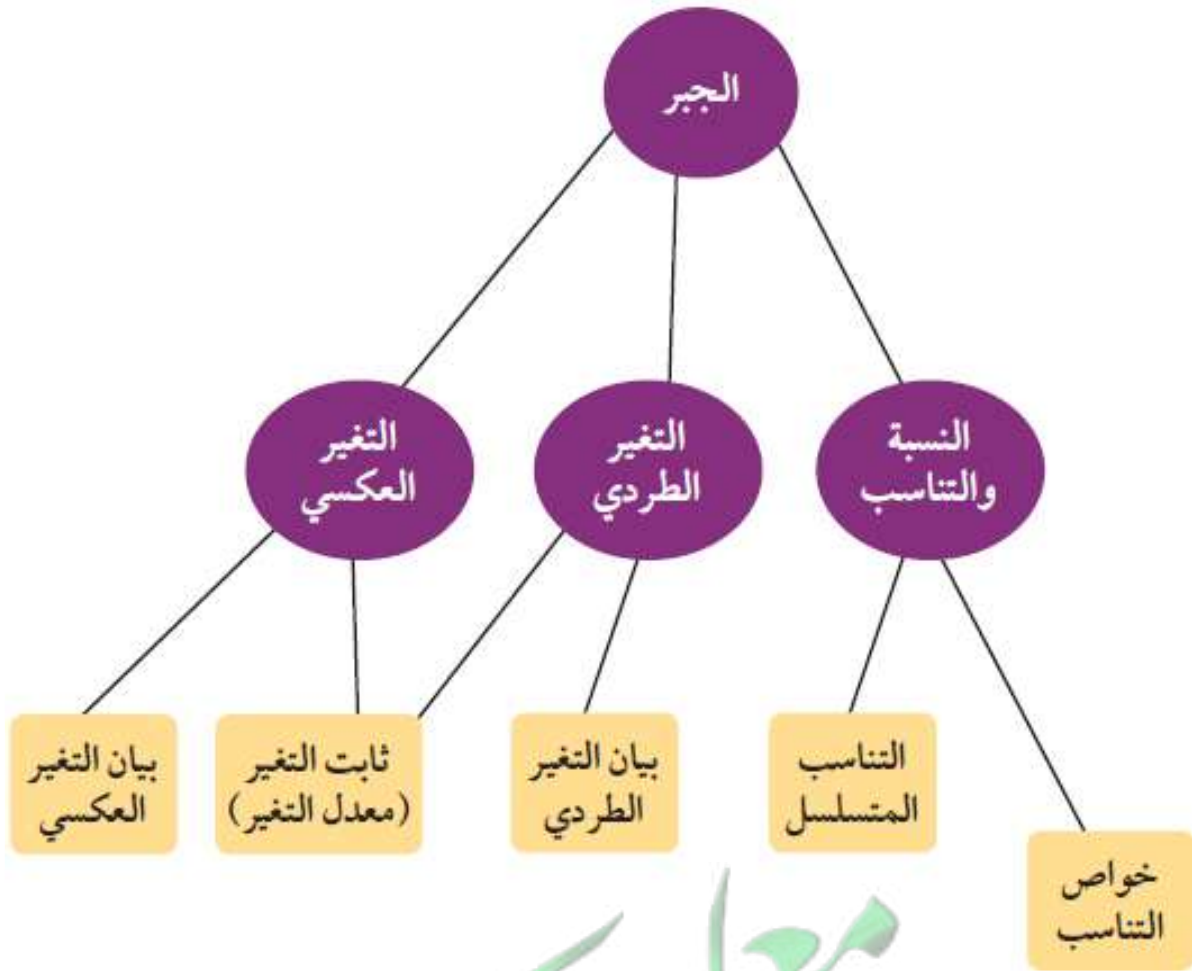 الجبر
النسبة
والتناسب
التغير
الطردي
التغير
العكسي
التناسب
المتسلسل
بيان التغير
الطردي
ثابت التغير
(معدل التغير)
بيان التغير
العكسي
خواص
التناسب